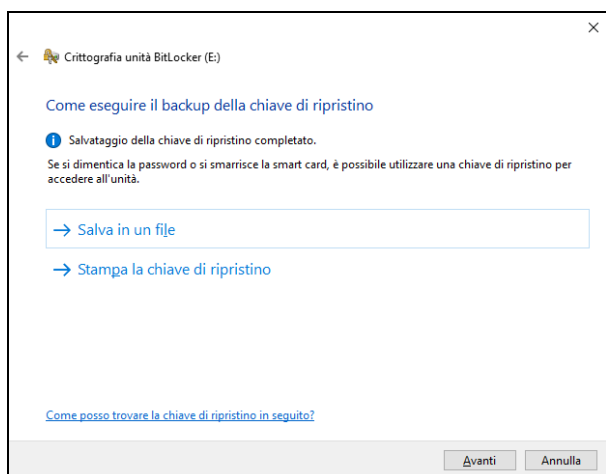 Crittografia unità BitLocker (E:)
Come eseguire il backup della chiave di ripristino
Salvataggio della chiave di ripristino completato.
Se si dimentica la password o si smarrisce la smart card, è possibile utilizzare una chiave di ripristino per
accedere all'unità.
Salva in un file
Stampa la chiave di ripristino
Come posso trovare la chiave di ripristino in seguito?
Avanti Annulla